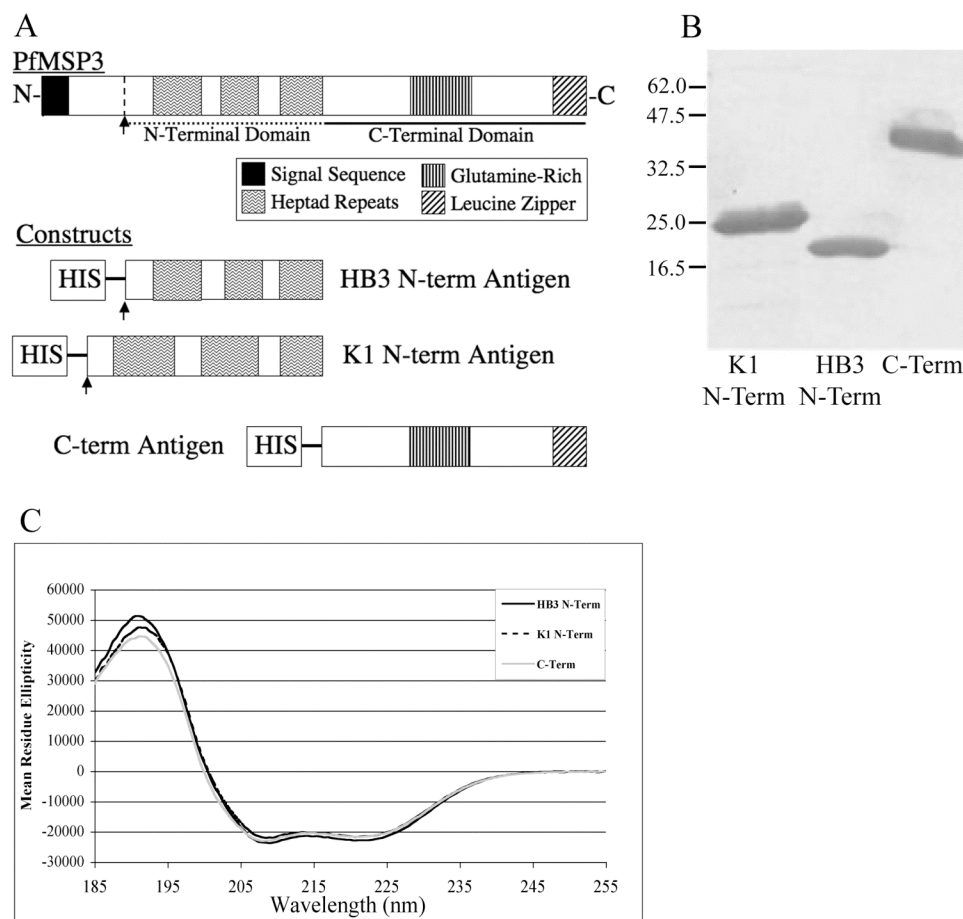 A
PfMSP3
N-
-C
N-Terminal Domain
C-Terminal Domain
Signal Sequence
Glutamine-Rich
Heptad Repeats
Leucine Zipper
Constructs
HIS
HB3 N-term Antigen
HIS
K1 N-term Antigen
C-term Antigen
HIS
B
62.0
47.5
32.5
25.0
16.5
K1
N-Term
HB3
N-Term
C-Term
C
60000
50000
40000
30000
20000
10000
0
-10000
-20000
-30000
Mean Residue Ellipticity
HB3 N-Term
K1 N-Term
C-Term
185
195
205
215
225
235
245
255
Wavelength (nm)